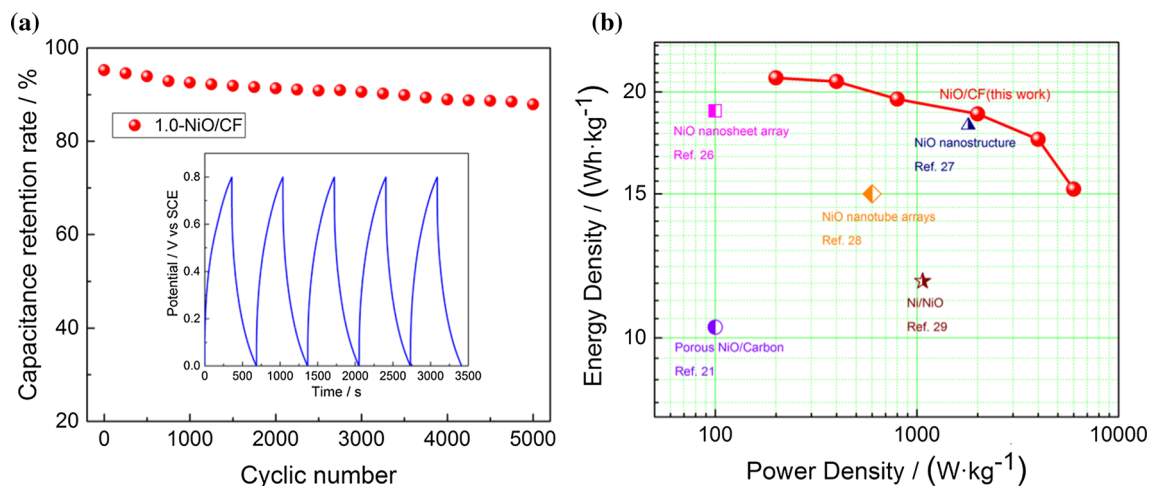 (a)
Capacitance retention rate / %
100
80
60
40
20
0
1000
2000
3000
4000
5000
Cyclic number
1.0-NiO/CF
Potential / V vs SCE
0.8
0.6
0.4
0.2
0.0
0
500
1000
1500
2000
2500
3000
3500
Time / s
(b)
Energy Density / (Wh·kg⁻¹)
20
15
10
NiO/CF(this work)
NiO nanosheet array
Ref. 26
NiO nanostructure
Ref. 27
NiO nanotube arrays
Ref. 28
Ni/NiO
Ref. 29
Porous NiO/Carbon
Ref. 21
100
1000
10000
Power Density / (W·kg⁻¹)